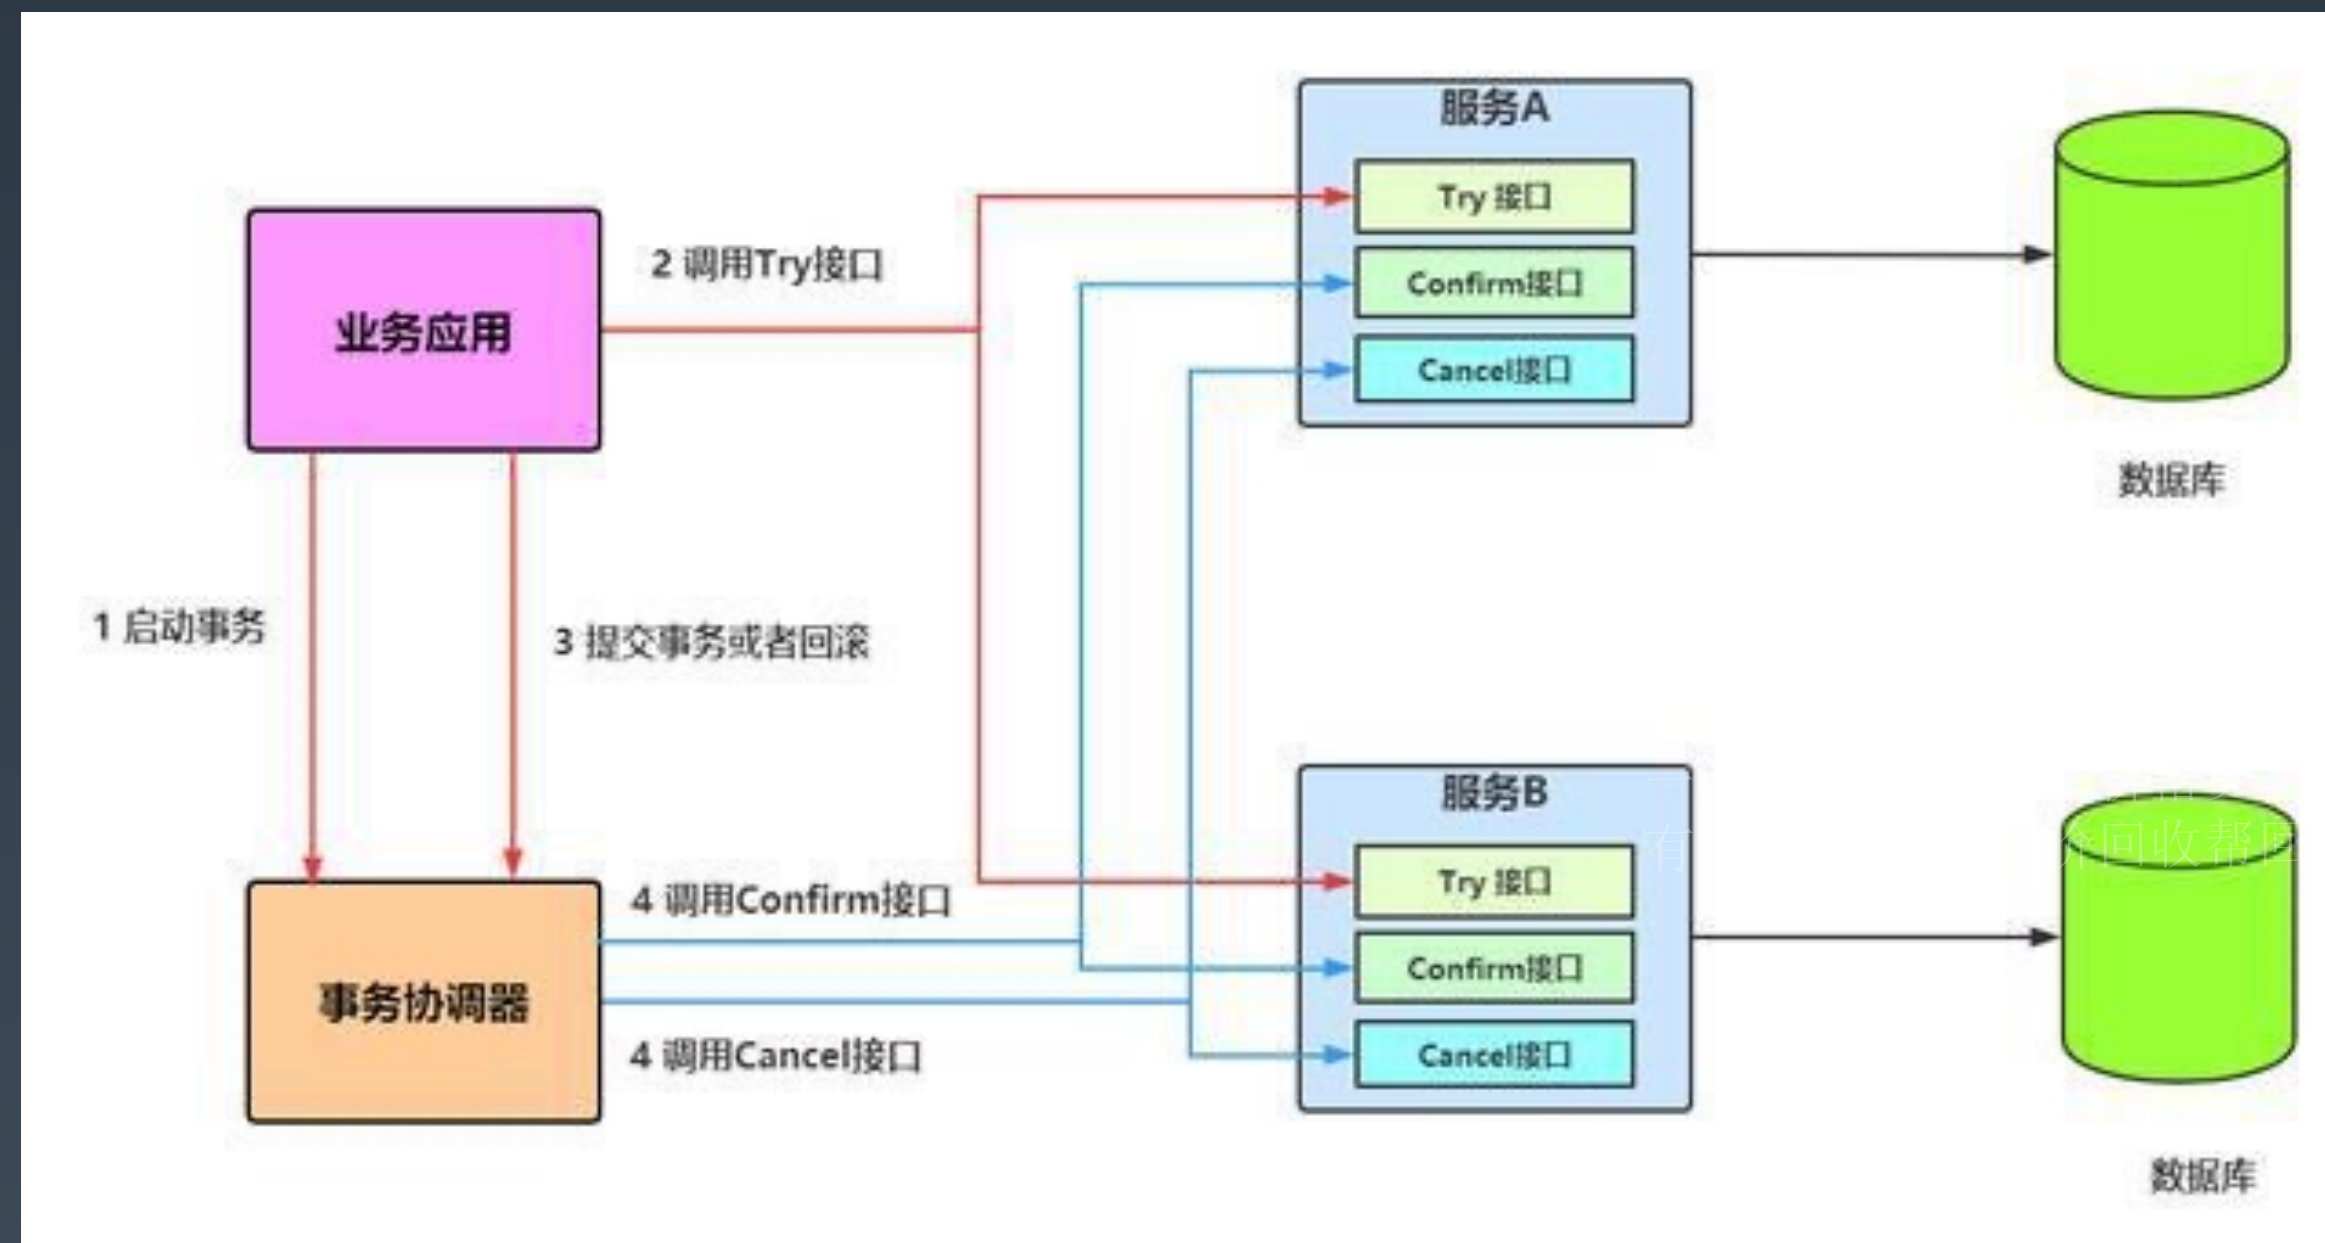 服务A
Try 接口
Confirm接口
Cancel接口
数据库
业务应用
2 调用Try接口
1 启动事务
3 提交事务或者回滚
服务B
Try 接口
Confirm接口
Cancel接口
数据库
事务协调器
4 调用Confirm接口
4 调用Cancel接口
有
回收帮